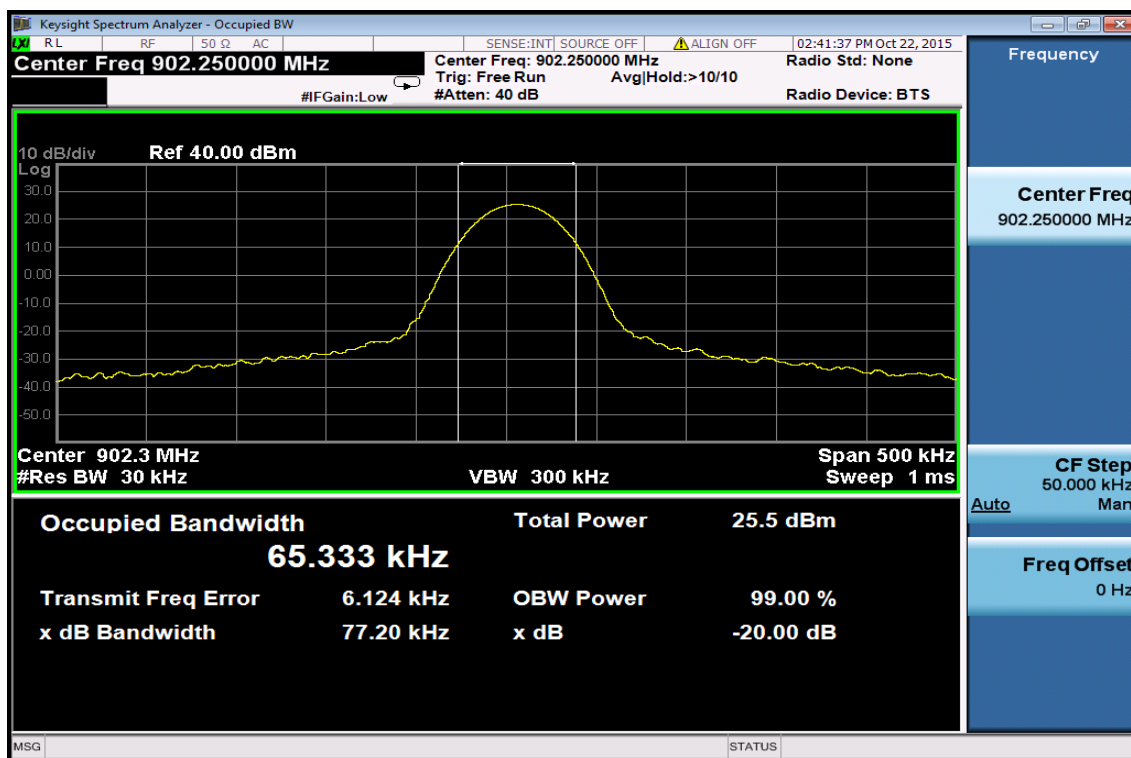 Keysight Spectrum Analyzer - Occupied BW
LXI RL RF 50 Ω AC SENSE:INT SOURCE OFF ALIGN OFF 02:41:37 PM Oct 22, 2015
Center Freq 902.250000 MHz
Center Freq: 902.250000 MHz Radio Std: None
Trig: Free Run Avg|Hold:>10/10
#IFGain:Low #Atten: 40 dB Radio Device: BTS
10 dB/div Ref 40.00 dBm
Log
30.0
20.0
10.0
0.00
-10.0
-20.0
-30.0
-40.0
-50.0
Center 902.3 MHz Span 500 kHz
#Res BW 30 kHz VBW 300 kHz Sweep 1 ms
Occupied Bandwidth Total Power 25.5 dBm
65.333 kHz
Transmit Freq Error 6.124 kHz OBW Power 99.00 %
x dB Bandwidth 77.20 kHz x dB -20.00 dB
MSG STATUS
Frequency
Center Freq
902.250000 MHz
CF Step
50.000 kHz
Auto Man
Freq Offset
0 Hz